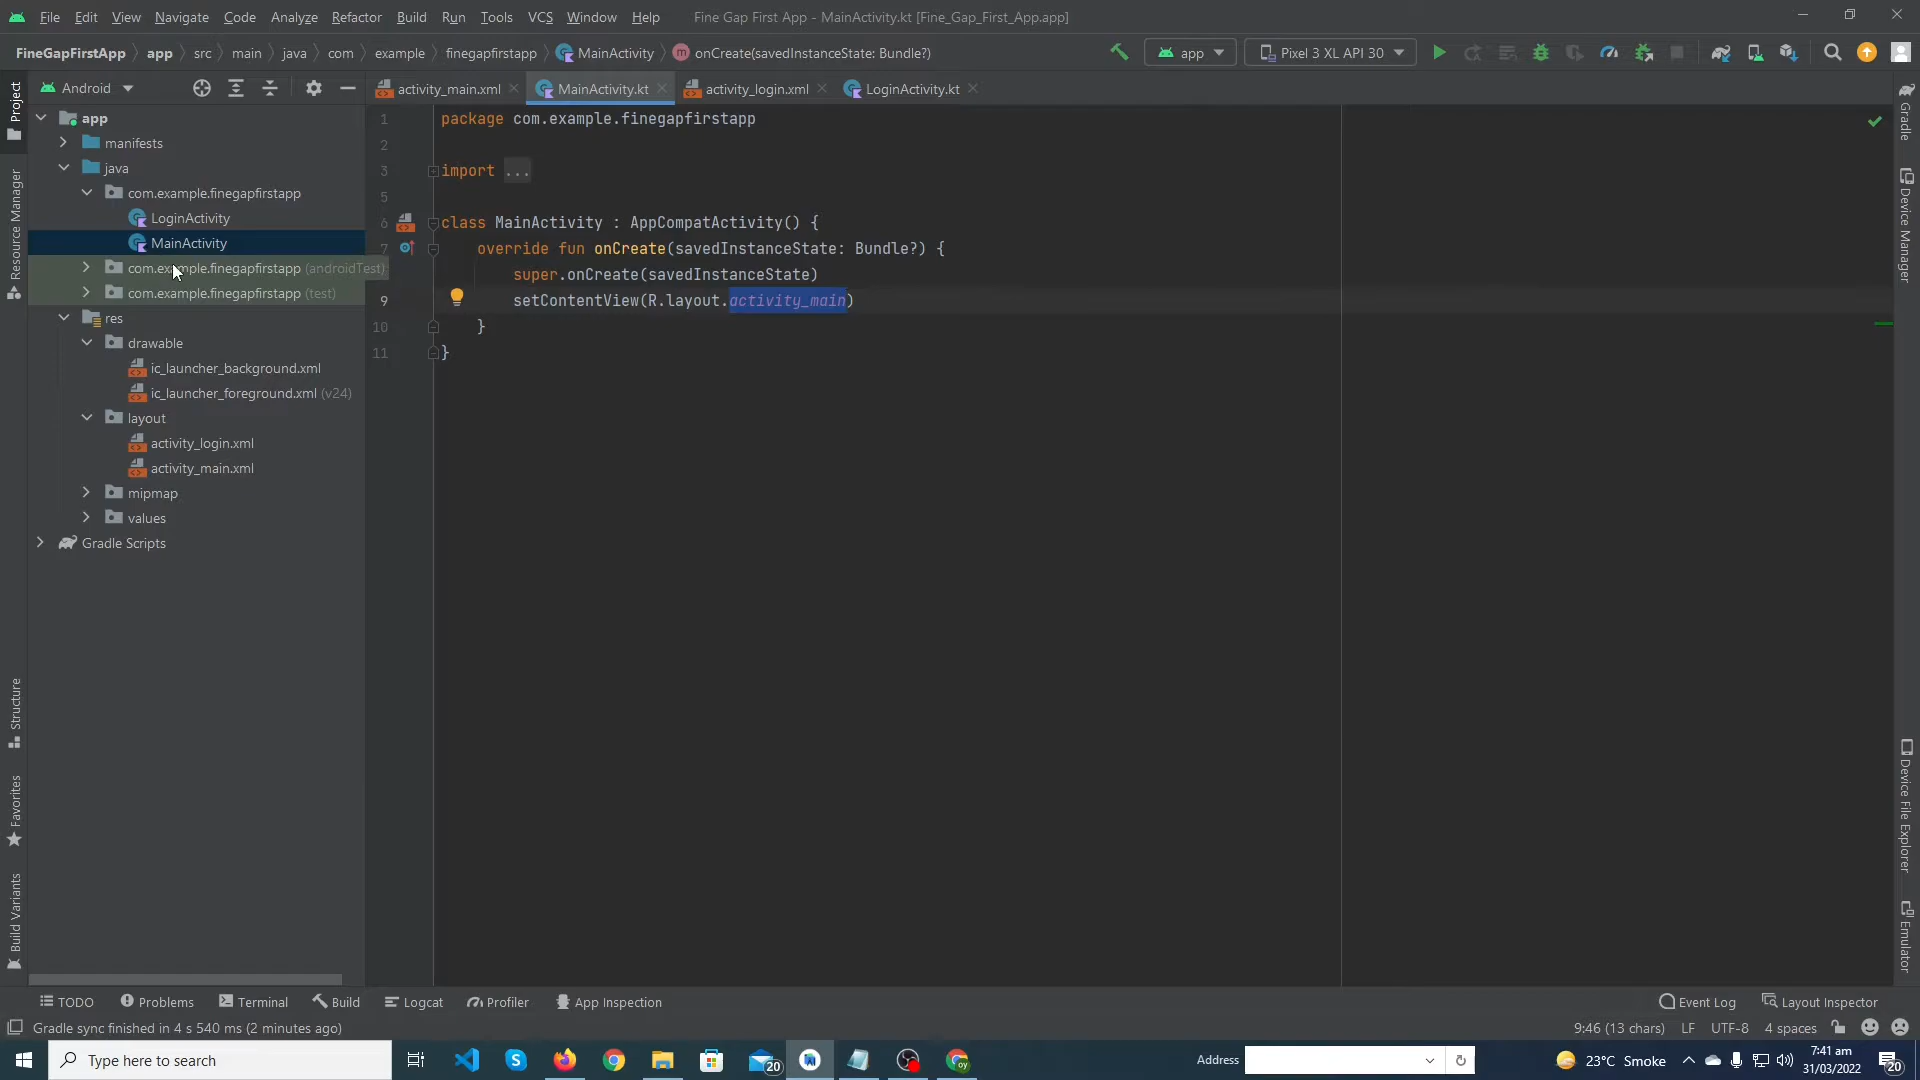 File Edit View Navigate Code Analyze Refactor Build Run Tools VCS Window Help Fine Gap First App - MainActivity.kt [Fine_Gap_First_App.app]
FineGapFirstApp app src main java com example finegapfirstapp MainActivity onCreate(savedInstanceState: Bundle?) app Pixel 3 XL API 30
Android activity_main.xml MainActivity.kt activity_login.xml LoginActivity.kt
Project
Resource Manager
Structure
Favorites
Build Variants
app
manifests
java
com.example.finegapfirstapp
LoginActivity
MainActivity
com.example.finegapfirstapp (androidTest)
com.example.finegapfirstapp (test)
res
drawable
ic_launcher_background.xml
ic_launcher_foreground.xml (v24)
layout
activity_login.xml
activity_main.xml
mipmap
values
Gradle Scripts
1 package com.example.finegapfirstapp
2
3 import ...
5
6 class MainActivity : AppCompatActivity() {
7 override fun onCreate(savedInstanceState: Bundle?) {
super.onCreate(savedInstanceState)
9 setContentView(R.layout.activity_main)
10 }
11 }
Gradle
Device Manager
Device File Explorer
Emulator
TODO Problems Terminal Build Logcat Profiler App Inspection Event Log Layout Inspector
Gradle sync finished in 4 s 540 ms (2 minutes ago) 9:46 (13 chars) LF UTF-8 4 spaces
Type here to search 20 Address 23°C Smoke 7:41 am
31/03/2022 20